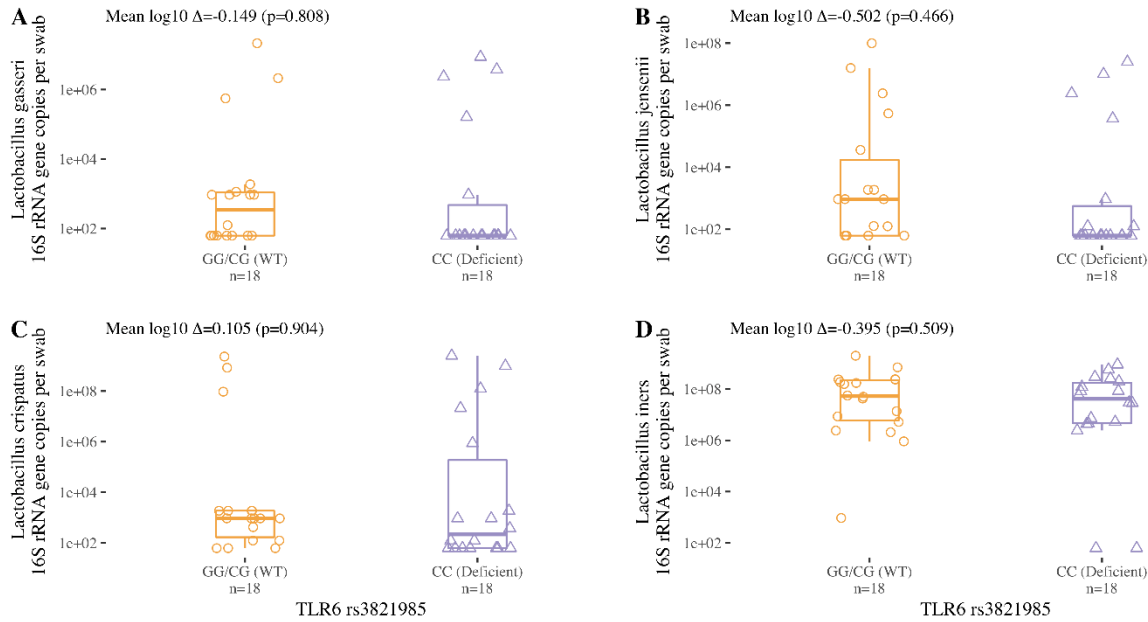 A
Mean log10 Δ=-0.149 (p=0.808)
Lactobacillus gasseri
16S rRNA gene copies per swab
1e+06
1e+04
1e+02
GG/CG (WT)
n=18
CC (Deficient)
n=18
B
Mean log10 Δ=-0.502 (p=0.466)
Lactobacillus jensenii
16S rRNA gene copies per swab
1e+08
1e+06
1e+04
1e+02
GG/CG (WT)
n=18
CC (Deficient)
n=18
C
Mean log10 Δ=0.105 (p=0.904)
Lactobacillus crispatus
16S rRNA gene copies per swab
1e+08
1e+06
1e+04
1e+02
GG/CG (WT)
n=18
CC (Deficient)
n=18
TLR6 rs3821985
D
Mean log10 Δ=-0.395 (p=0.509)
Lactobacillus iners
16S rRNA gene copies per swab
1e+08
1e+06
1e+04
1e+02
GG/CG (WT)
n=18
CC (Deficient)
n=18
TLR6 rs3821985